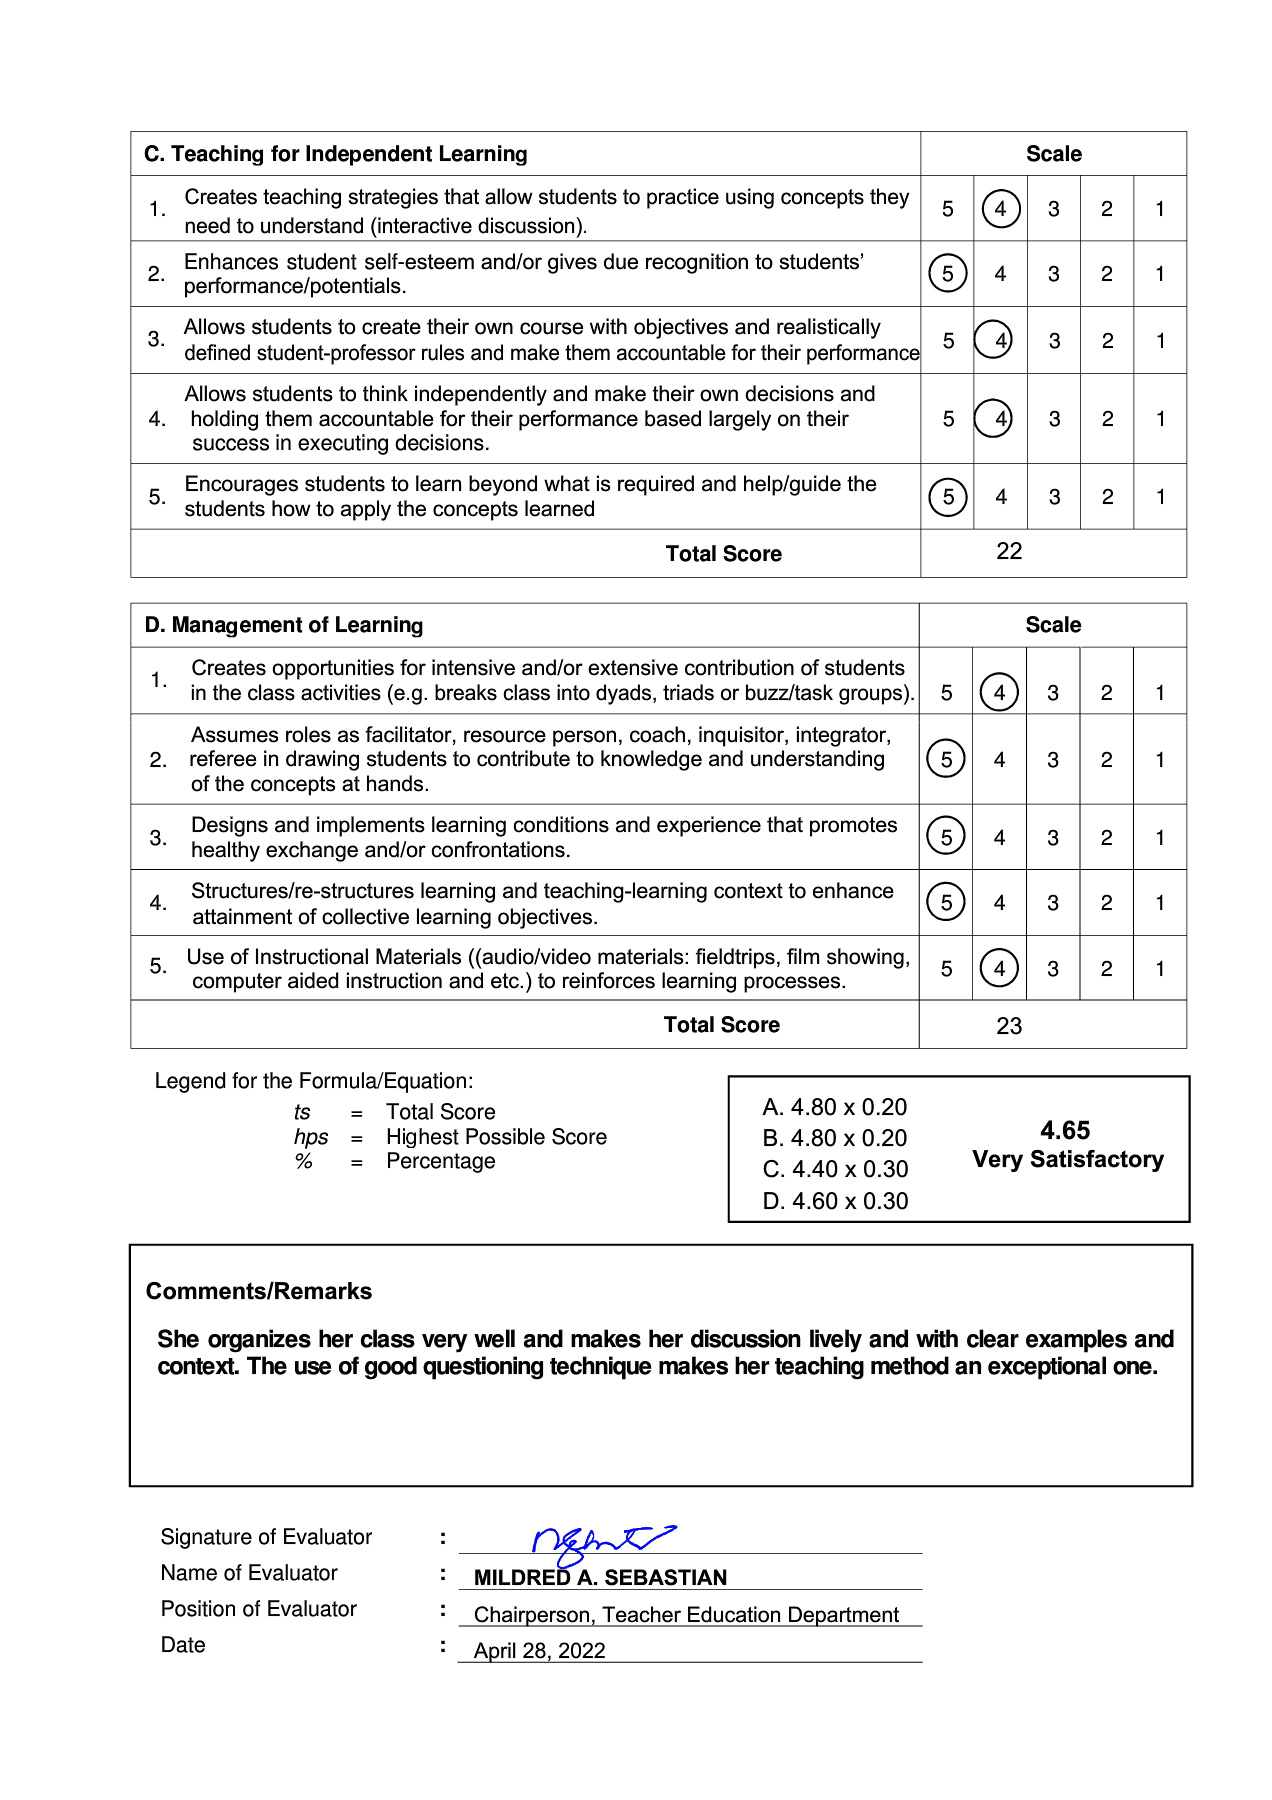 C. Teaching for Independent Learning Scale
1. Creates teaching strategies that allow students to practice using concepts they
need to understand (interactive discussion). 5 4 3 2 1
2. Enhances student self-esteem and/or gives due recognition to students’
performance/potentials. 5 4 3 2 1
3. Allows students to create their own course with objectives and realistically
defined student-professor rules and make them accountable for their performance 5 4 3 2 1
4. Allows students to think independently and make their own decisions and
holding them accountable for their performance based largely on their
success in executing decisions. 5 4 3 2 1
5. Encourages students to learn beyond what is required and help/guide the
students how to apply the concepts learned 5 4 3 2 1
Total Score 22
D. Management of Learning Scale
1. Creates opportunities for intensive and/or extensive contribution of students
in the class activities (e.g. breaks class into dyads, triads or buzz/task groups). 5 4 3 2 1
2. Assumes roles as facilitator, resource person, coach, inquisitor, integrator,
referee in drawing students to contribute to knowledge and understanding
of the concepts at hands. 5 4 3 2 1
3. Designs and implements learning conditions and experience that promotes
healthy exchange and/or confrontations. 5 4 3 2 1
4. Structures/re-structures learning and teaching-learning context to enhance
attainment of collective learning objectives. 5 4 3 2 1
5. Use of Instructional Materials ((audio/video materials: fieldtrips, film showing,
computer aided instruction and etc.) to reinforces learning processes. 5 4 3 2 1
Total Score 23
Legend for the Formula/Equation:
ts = Total Score
hps = Highest Possible Score
% = Percentage
A. 4.80 x 0.20
B. 4.80 x 0.20
C. 4.40 x 0.30
D. 4.60 x 0.30
4.65
Very Satisfactory
Comments/Remarks
She organizes her class very well and makes her discussion lively and with clear examples and
context. The use of good questioning technique makes her teaching method an exceptional one.
Signature of Evaluator :
Name of Evaluator : MILDRED A. SEBASTIAN
Position of Evaluator : Chairperson, Teacher Education Department
Date : April 28, 2022